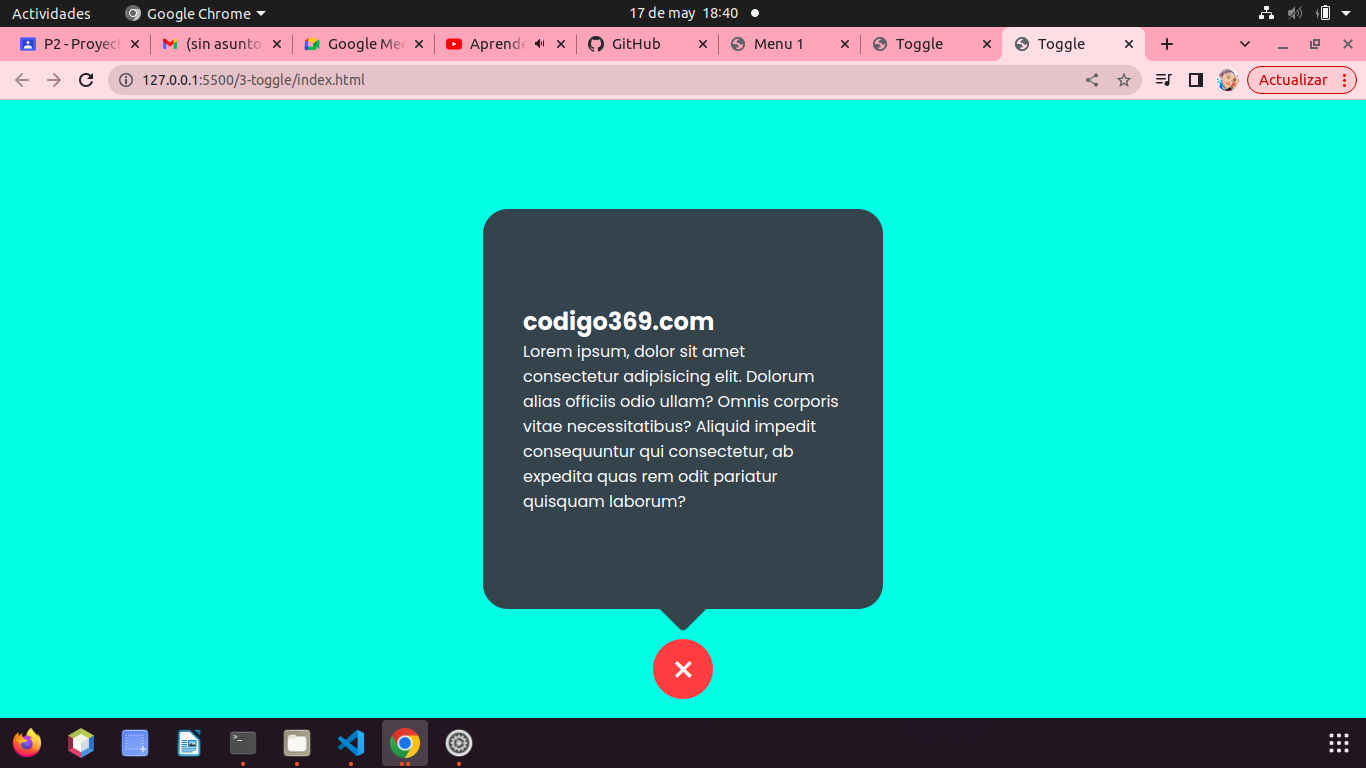 Actividades
Google Chrome
17 de may 18:40
P2 - Proyect
(sin asunto
Google Mee
Aprende
GitHub
Menu 1
Toggle
Toggle
127.0.0.1:5500/3-toggle/index.html
Actualizar
codigo369.com
Lorem ipsum, dolor sit amet
consectetur adipisicing elit. Dolorum
alias officiis odio ullam? Omnis corporis
vitae necessitatibus? Aliquid impedit
consequuntur qui consectetur, ab
expedita quas rem odit pariatur
quisquam laborum?